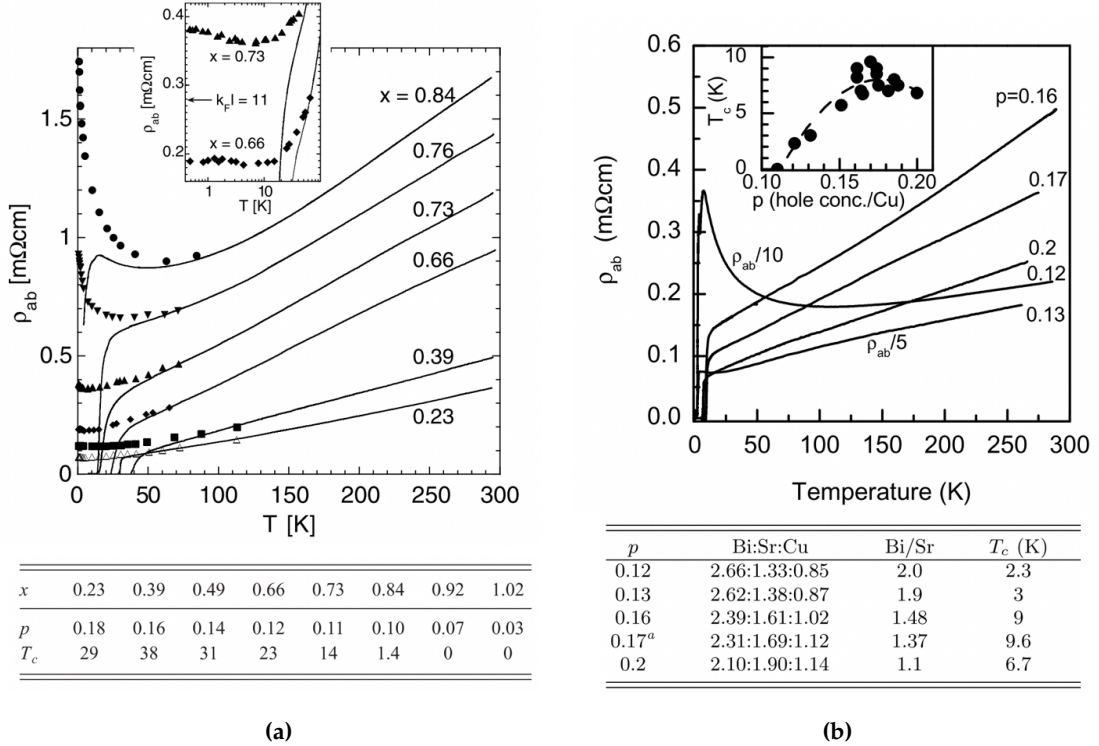 0.4
0.3
0.2
ρab [mΩcm]
x = 0.73
kFl = 11
x = 0.66
1
10
T [K]
1.5
1
0.5
0
ρab [mΩcm]
x = 0.84
0.76
0.73
0.66
0.39
0.23
0 50 100 150 200 250 300
T [K]
x 0.23 0.39 0.49 0.66 0.73 0.84 0.92 1.02
p 0.18 0.16 0.14 0.12 0.11 0.10 0.07 0.03
Tc 29 38 31 23 14 1.4 0 0
(a)
0.6
0.5
0.4
0.3
0.2
0.1
0.0
ρab (mΩcm)
10
5
0
Tc (K)
0.10 0.15 0.20
p (hole conc./Cu)
p=0.16
0.17
0.2
0.12
0.13
ρab/10
ρab/5
0 50 100 150 200 250 300
Temperature (K)
p Bi:Sr:Cu Bi/Sr Tc (K)
0.12 2.66:1.33:0.85 2.0 2.3
0.13 2.62:1.38:0.87 1.9 3
0.16 2.39:1.61:1.02 1.48 9
0.17a 2.31:1.69:1.12 1.37 9.6
0.2 2.10:1.90:1.14 1.1 6.7
(b)